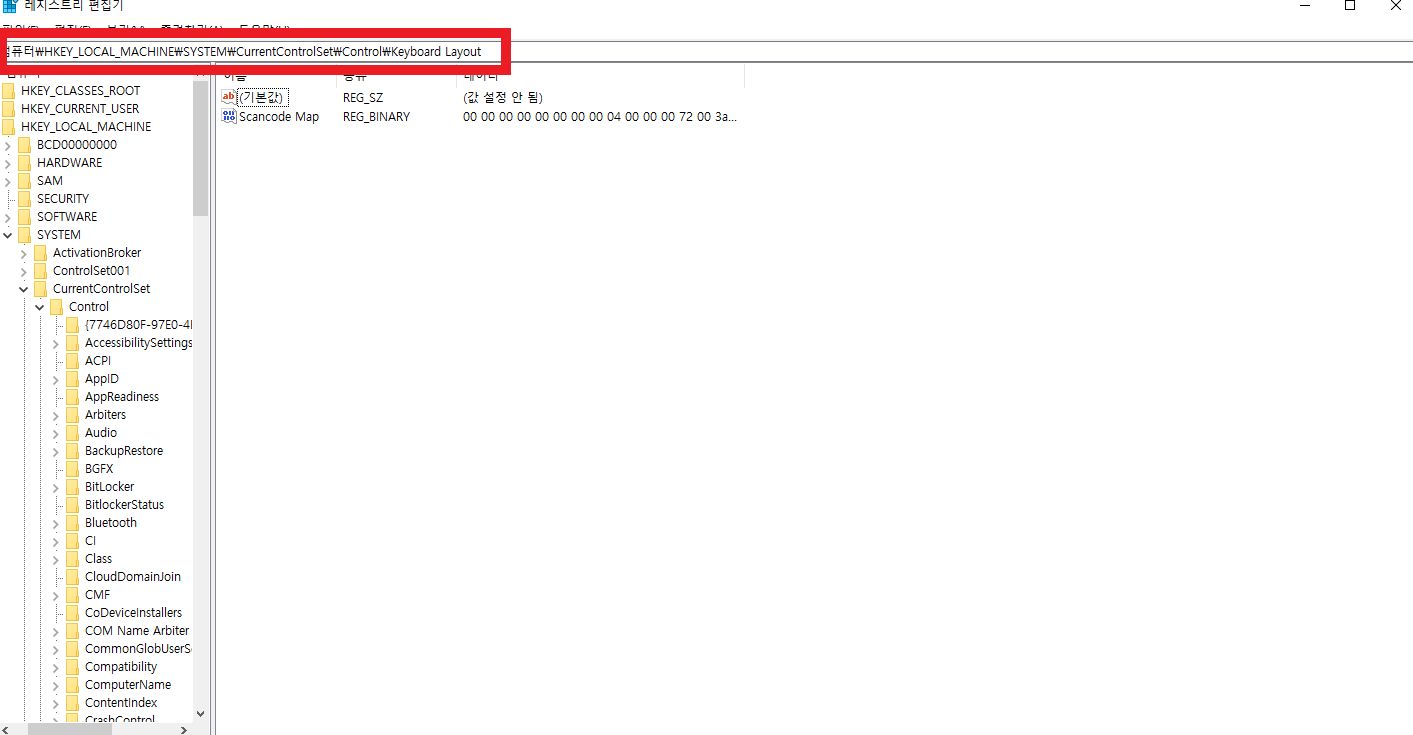 레지스트리 편집기
컴퓨터\HKEY_LOCAL_MACHINE\SYSTEM\CurrentControlSet\Control\Keyboard Layout
HKEY_CLASSES_ROOT
HKEY_CURRENT_USER
HKEY_LOCAL_MACHINE
BCD00000000
HARDWARE
SAM
SECURITY
SOFTWARE
SYSTEM
ActivationBroker
ControlSet001
CurrentControlSet
Control
{7746D80F-97E0-4
AccessibilitySettings
ACPI
AppID
AppReadiness
Arbiters
Audio
BackupRestore
BGFX
BitLocker
BitlockerStatus
Bluetooth
CI
Class
CloudDomainJoin
CMF
CoDeviceInstallers
COM Name Arbiter
CommonGlobUserS
Compatibility
ComputerName
ContentIndex
CrashControl
이름 종류 데이터
(기본값) REG_SZ (값 설정 안 됨)
Scancode Map REG_BINARY 00 00 00 00 00 00 00 00 04 00 00 00 72 00 3a...